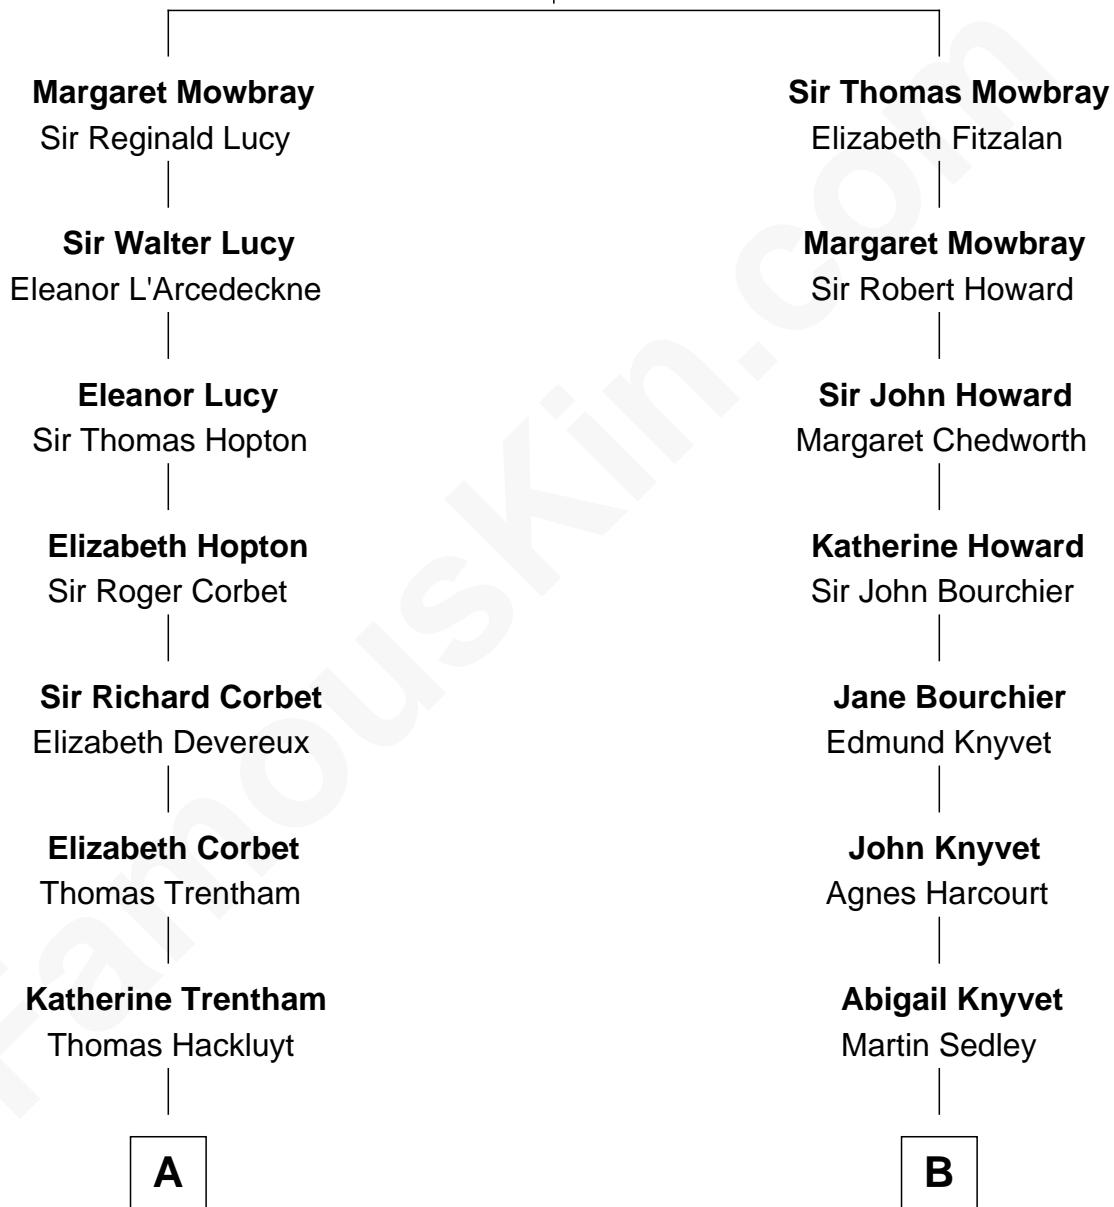 Margaret Mowbray
Sir Reginald Lucy
Sir Walter Lucy
Eleanor L'Arcedeckne
Eleanor Lucy
Sir Thomas Hopton
Elizabeth Hopton
Sir Roger Corbet
Sir Richard Corbet
Elizabeth Devereux
Elizabeth Corbet
Thomas Trentham
Katherine Trentham
Thomas Hackluyt
A
Sir Thomas Mowbray
Elizabeth Fitzalan
Margaret Mowbray
Sir Robert Howard
Sir John Howard
Margaret Chedworth
Katherine Howard
Sir John Bourchier
Jane Bourchier
Edmund Knyvet
John Knyvet
Agnes Harcourt
Abigail Knyvet
Martin Sedley
B
FamousKin.com